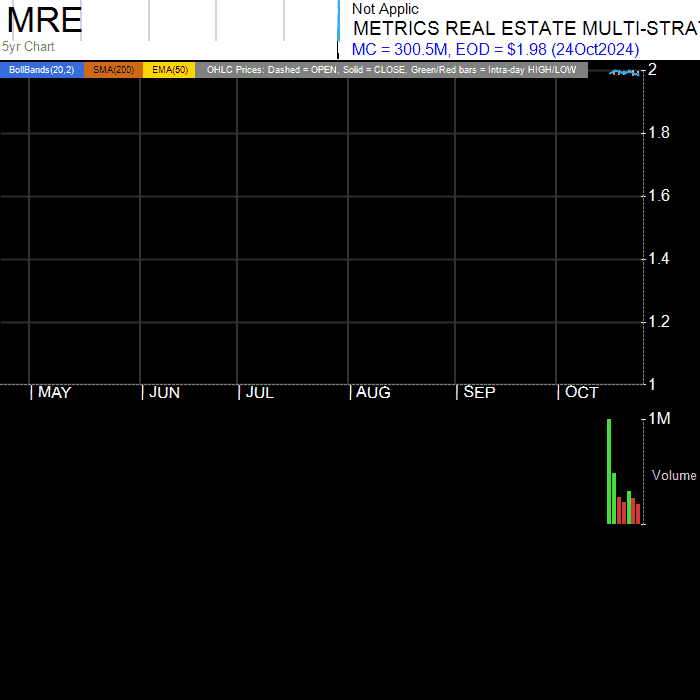 MRE
5yr Chart
Not Applic
METRICS REAL ESTATE MULTI-STRA
MC = 300.5M, EOD = $1.98 (24Oct2024)
BollBands(20,2) SMA(200) EMA(50) OHLC Prices: Dashed = OPEN, Solid = CLOSE, Green/Red bars = Intra-day HIGH/LOW
2
1.8
1.6
1.4
1.2
1
| MAY | JUN | JUL | AUG | SEP | OCT
1M
Volume